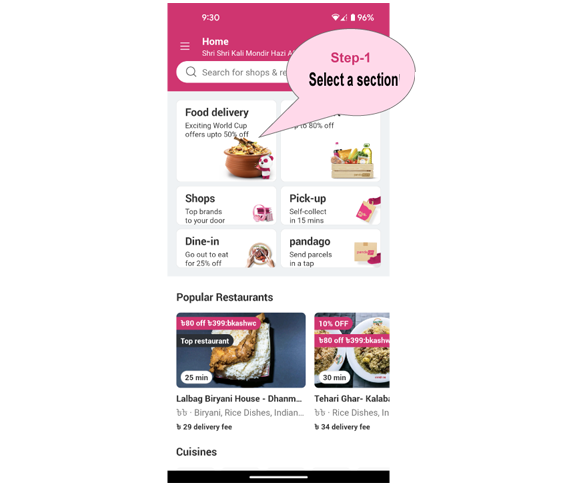 9:30
96%
Home
Shri Shri Kali Mondir Hazi A
Search for shops & re
Step-1
Select a section
Food delivery
Exciting World Cup
offers upto 50% off
to 80% off
Shops
Top brands
to your door
Pick-up
Self-collect
in 15 mins
Dine-in
Go out to eat
for 25% off
pandago
Send parcels
in a tap
Popular Restaurants
৳80 off ৳399:bkashwc
Top restaurant
25 min
10% OFF
৳80 off ৳399:bkashw
30 min
Lalbag Biryani House - Dhanm...
৳৳ · Biryani, Rice Dishes, Indian...
৳ 29 delivery fee
Tehari Ghar- Kalaba
৳৳ · Rice Dishes, In
৳ 34 delivery fee
Cuisines